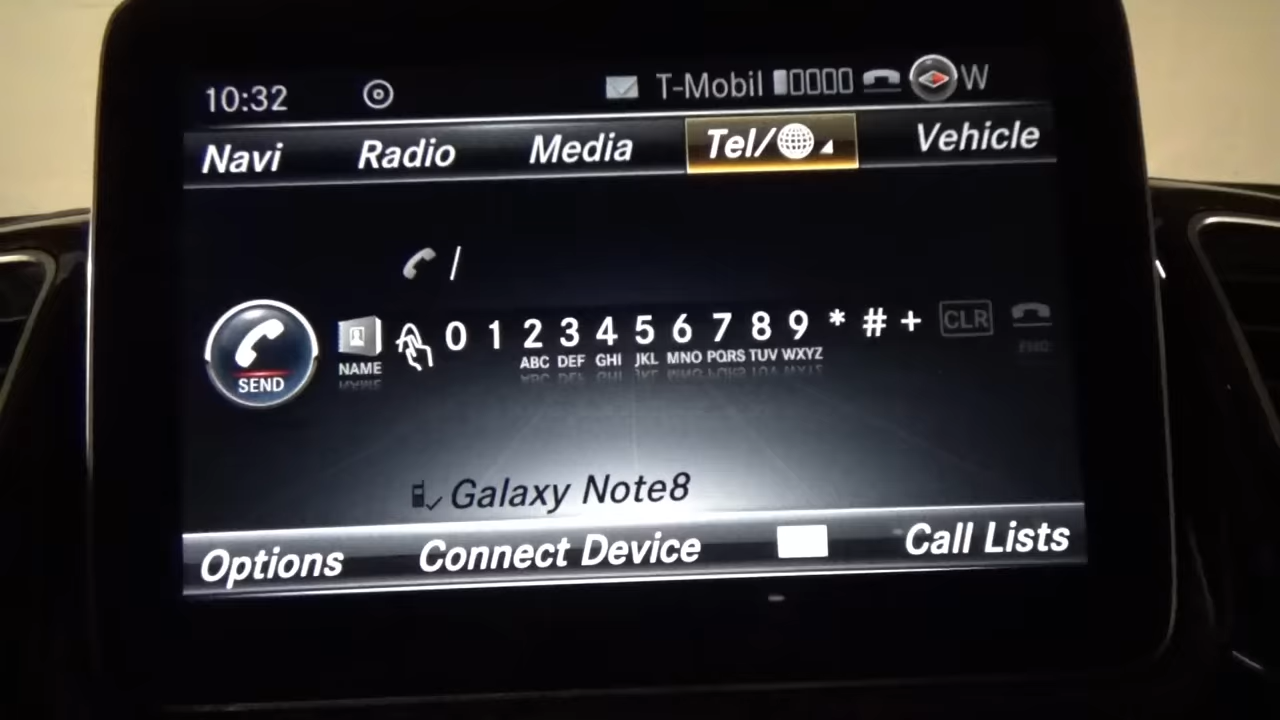 10:32 T-Mobil W
Navi Radio Media Tel/ Vehicle
/
0 1 2 3 4 5 6 7 8 9 * # + CLR
SEND NAME ABC DEF GHI JKL MNO PQRS TUV WXYZ END
Galaxy Note8
Options Connect Device Call Lists